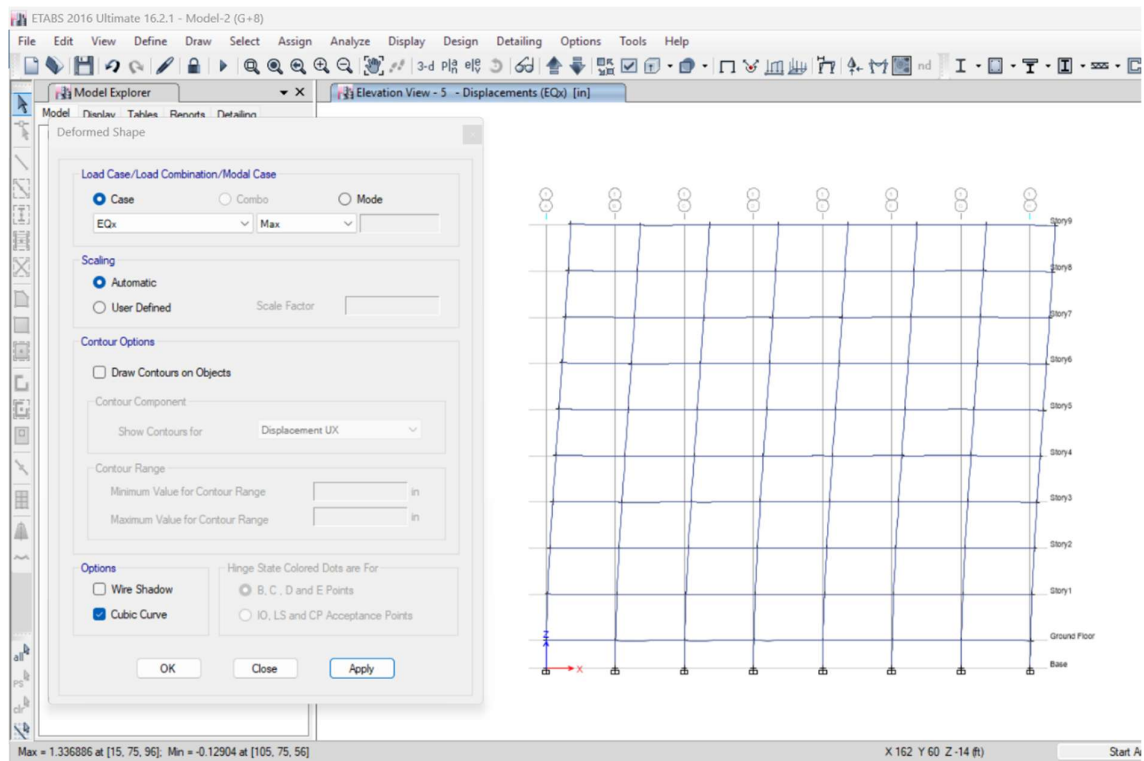 ETABS 2016 Ultimate 16.2.1 - Model-2 (G+8)
File Edit View Define Draw Select Assign Analyze Display Design Detailing Options Tools Help
3-d nd
Model Explorer
Elevation View - 5 - Displacements (EQx) [in]
Model Display Tables Reports Detailing
Deformed Shape
Load Case/Load Combination/Modal Case
Case Combo Mode
EQx Max
Scaling
Automatic
User Defined Scale Factor
Contour Options
Draw Contours on Objects
Contour Component
Show Contours for Displacement UX
Contour Range
Minimum Value for Contour Range in
Maximum Value for Contour Range in
Options
Wire Shadow
Cubic Curve
Hinge State Colored Dots are For
B, C, D and E Points
IO, LS and CP Acceptance Points
OK Close Apply
Story9
Story8
Story7
Story6
Story5
Story4
Story3
Story2
Story1
Ground Floor
Base
Z
X
all
PS
clr
Max = 1.336886 at [15, 75, 96]; Min = -0.12904 at [105, 75, 56]
X 162 Y 60 Z -14 (ft)
Start